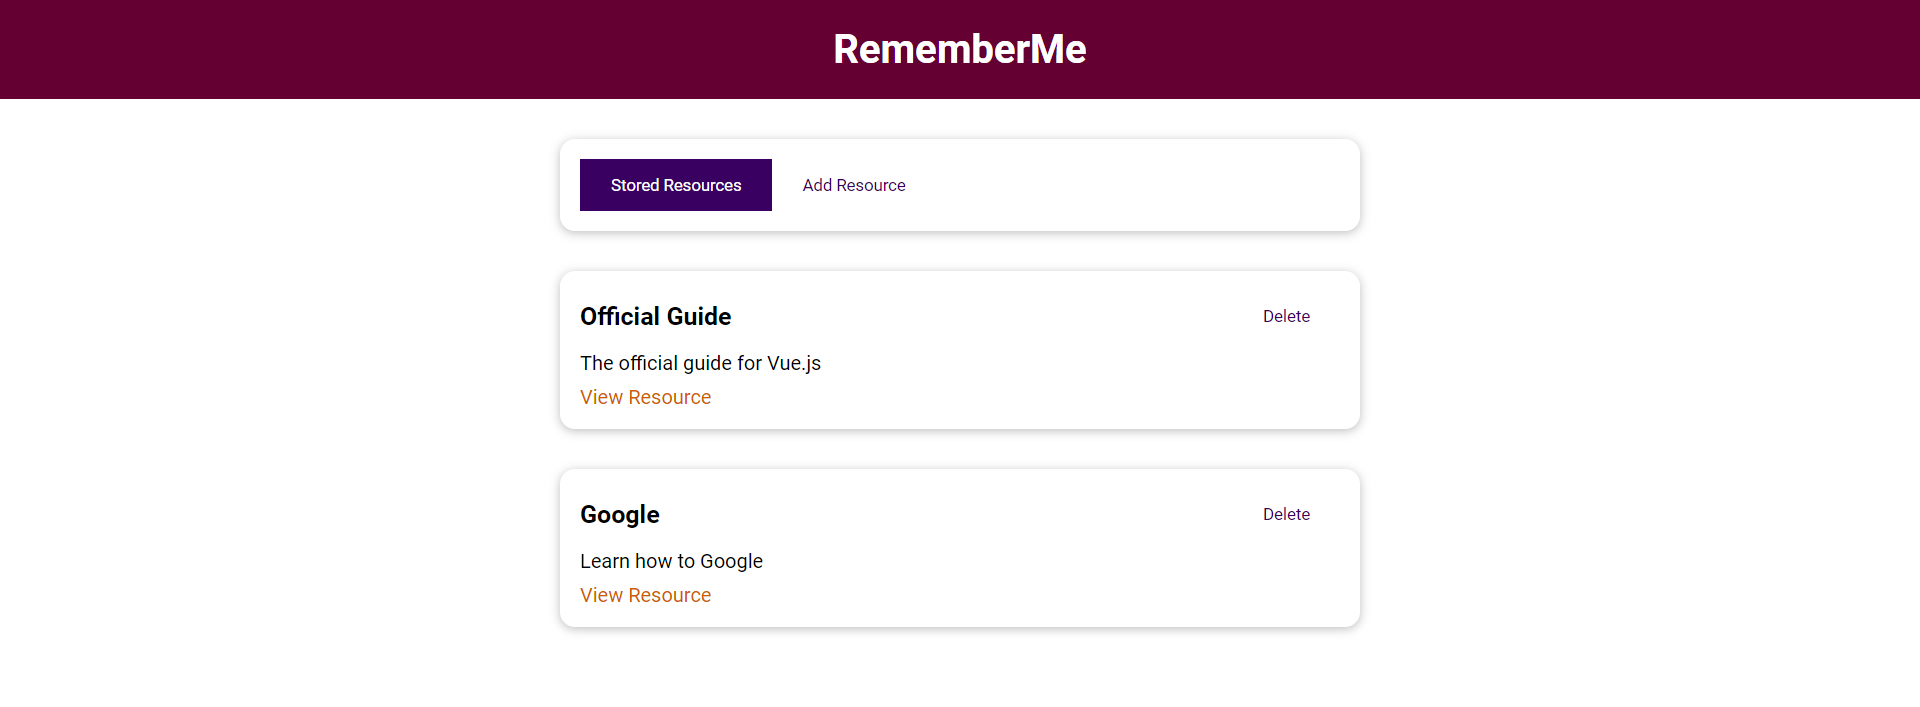 RememberMe
Stored Resources Add Resource
Official Guide Delete
The official guide for Vue.js
View Resource
Google Delete
Learn how to Google
View Resource